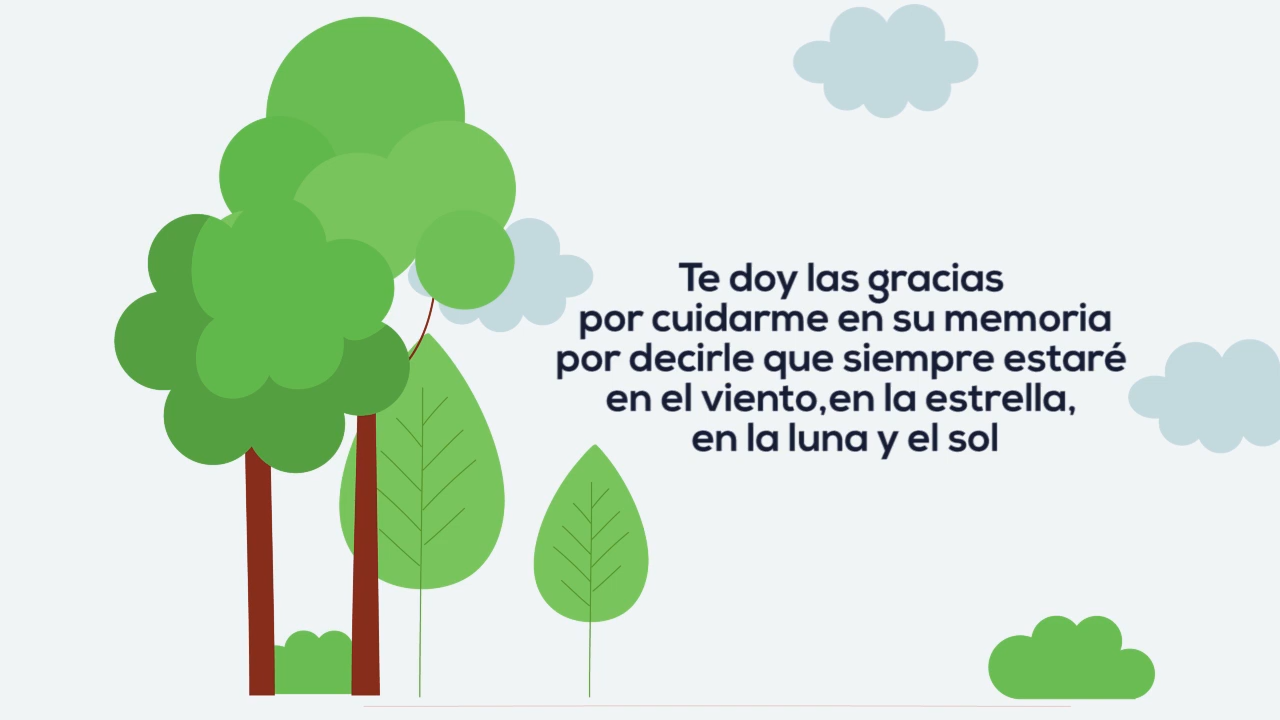 Te doy las gracias
por cuidarme en su memoria
por decirle que siempre estaré
en el viento,en la estrella,
en la luna y el sol